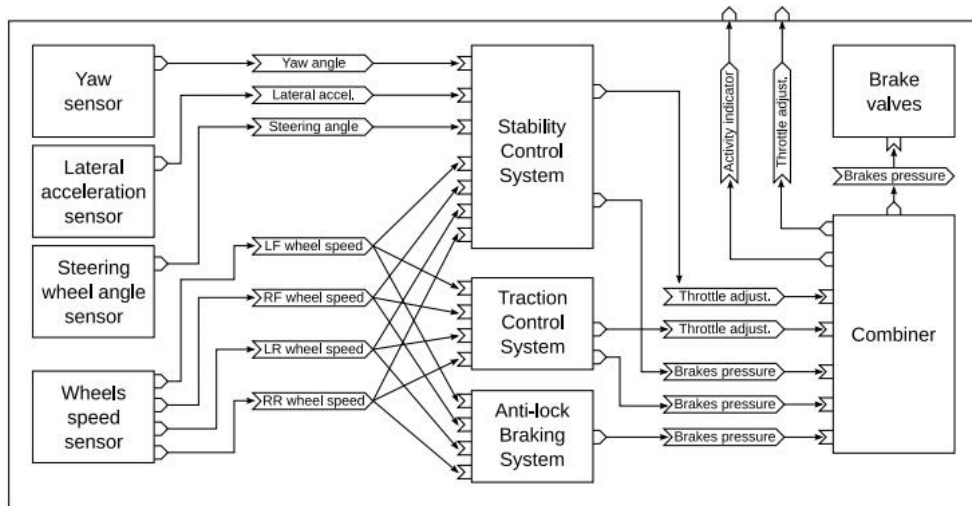 Yaw
sensor
Lateral
acceleration
sensor
Steering
wheel angle
sensor
Wheels
speed
sensor
Yaw angle
Lateral accel.
Steering angle
LF wheel speed
RF wheel speed
LR wheel speed
RR wheel speed
Stability
Control
System
Traction
Control
System
Anti-lock
Braking
System
Activity indicator
Throttle adjust.
Throttle adjust.
Throttle adjust.
Brakes pressure
Brakes pressure
Brakes pressure
Brake
valves
Brakes pressure
Combiner